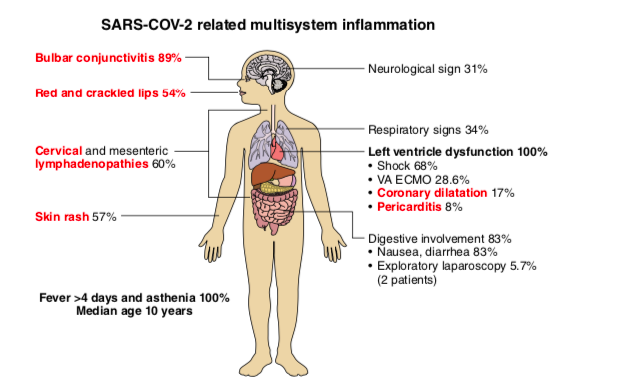 SARS-COV-2 related multisystem inflammation
Bulbar conjunctivitis 89%
Red and crackled lips 54%
Cervical and mesenteric
lymphadenopathies 60%
Skin rash 57%
Fever >4 days and asthenia 100%
Median age 10 years
Neurological sign 31%
Respiratory signs 34%
Left ventricle dysfunction 100%
• Shock 68%
• VA ECMO 28.6%
• Coronary dilatation 17%
• Pericarditis 8%
Digestive involvement 83%
• Nausea, diarrhea 83%
• Exploratory laparoscopy 5.7%
(2 patients)